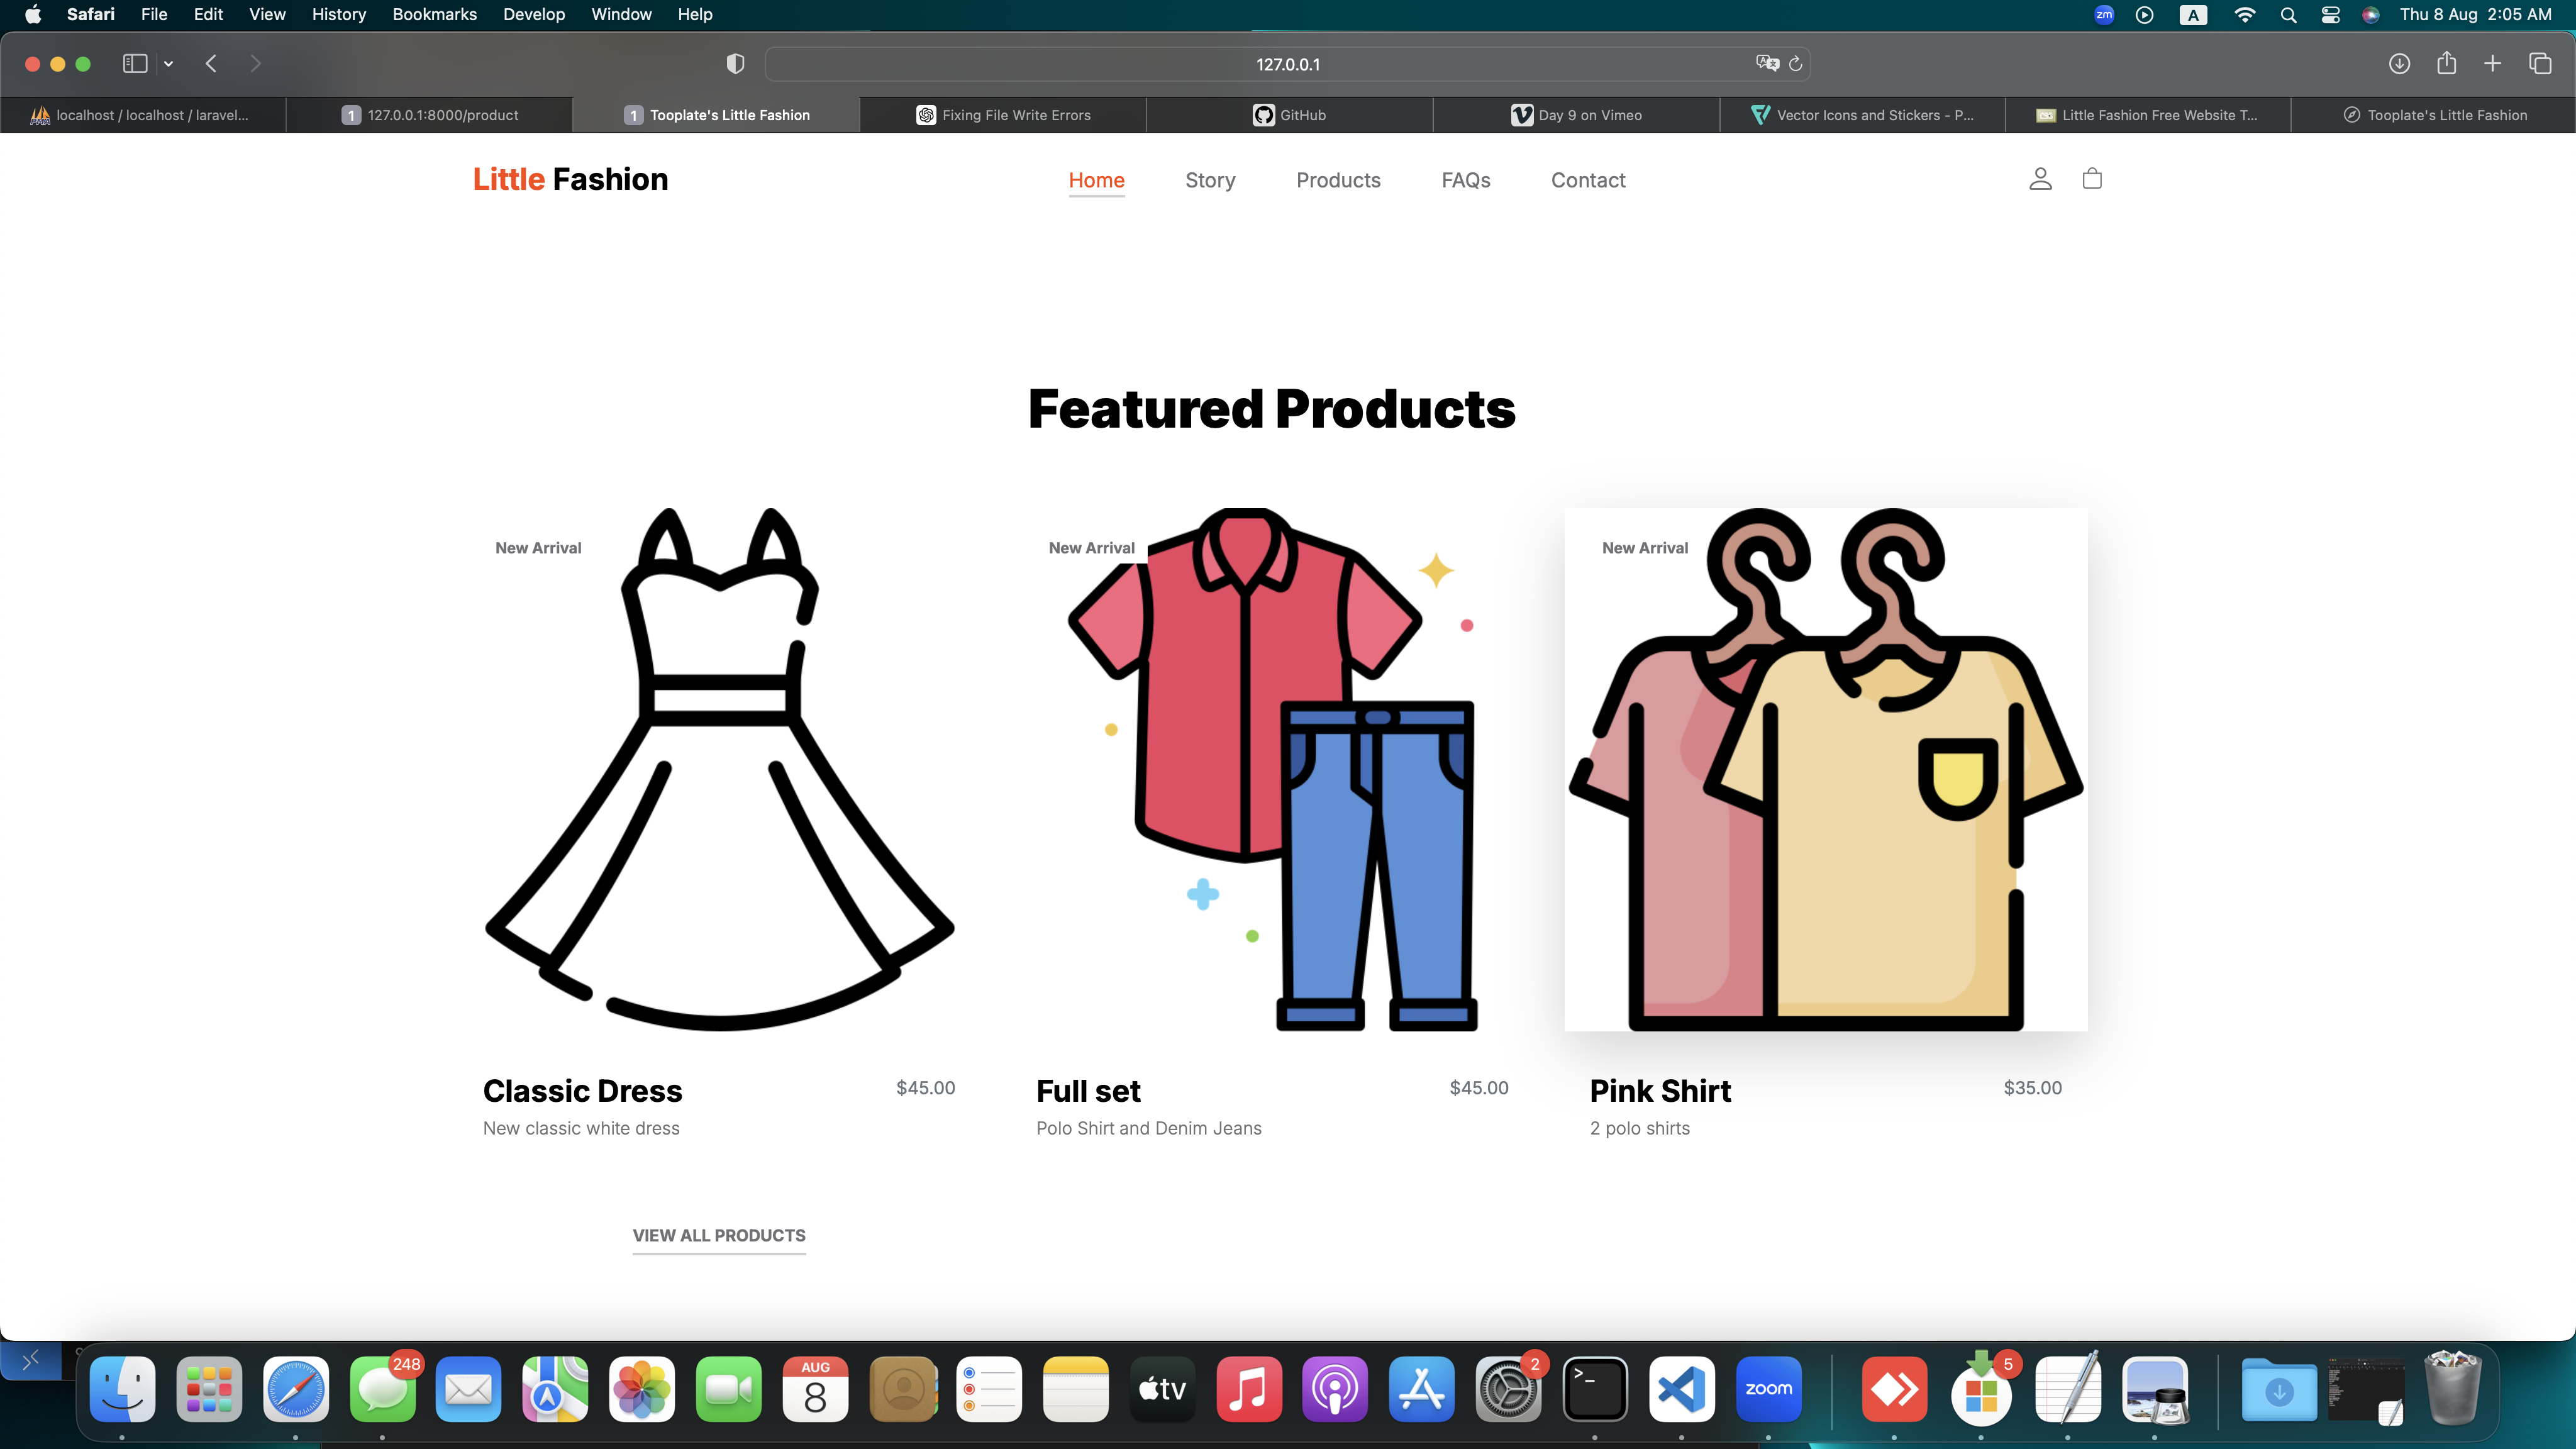 Safari File Edit View History Bookmarks Develop Window Help
zm A Thu 8 Aug 2:05 AM
127.0.0.1
localhost / localhost / laravel...
1 127.0.0.1:8000/product
1 Tooplate's Little Fashion
Fixing File Write Errors
GitHub
Day 9 on Vimeo
Vector Icons and Stickers - P...
Little Fashion Free Website T...
Tooplate's Little Fashion
Little Fashion
Home Story Products FAQs Contact
Featured Products
New Arrival
New Arrival
New Arrival
Classic Dress $45.00
New classic white dress
Full set $45.00
Polo Shirt and Denim Jeans
Pink Shirt $35.00
2 polo shirts
VIEW ALL PRODUCTS
248
AUG
8
tv
2
zoom
5